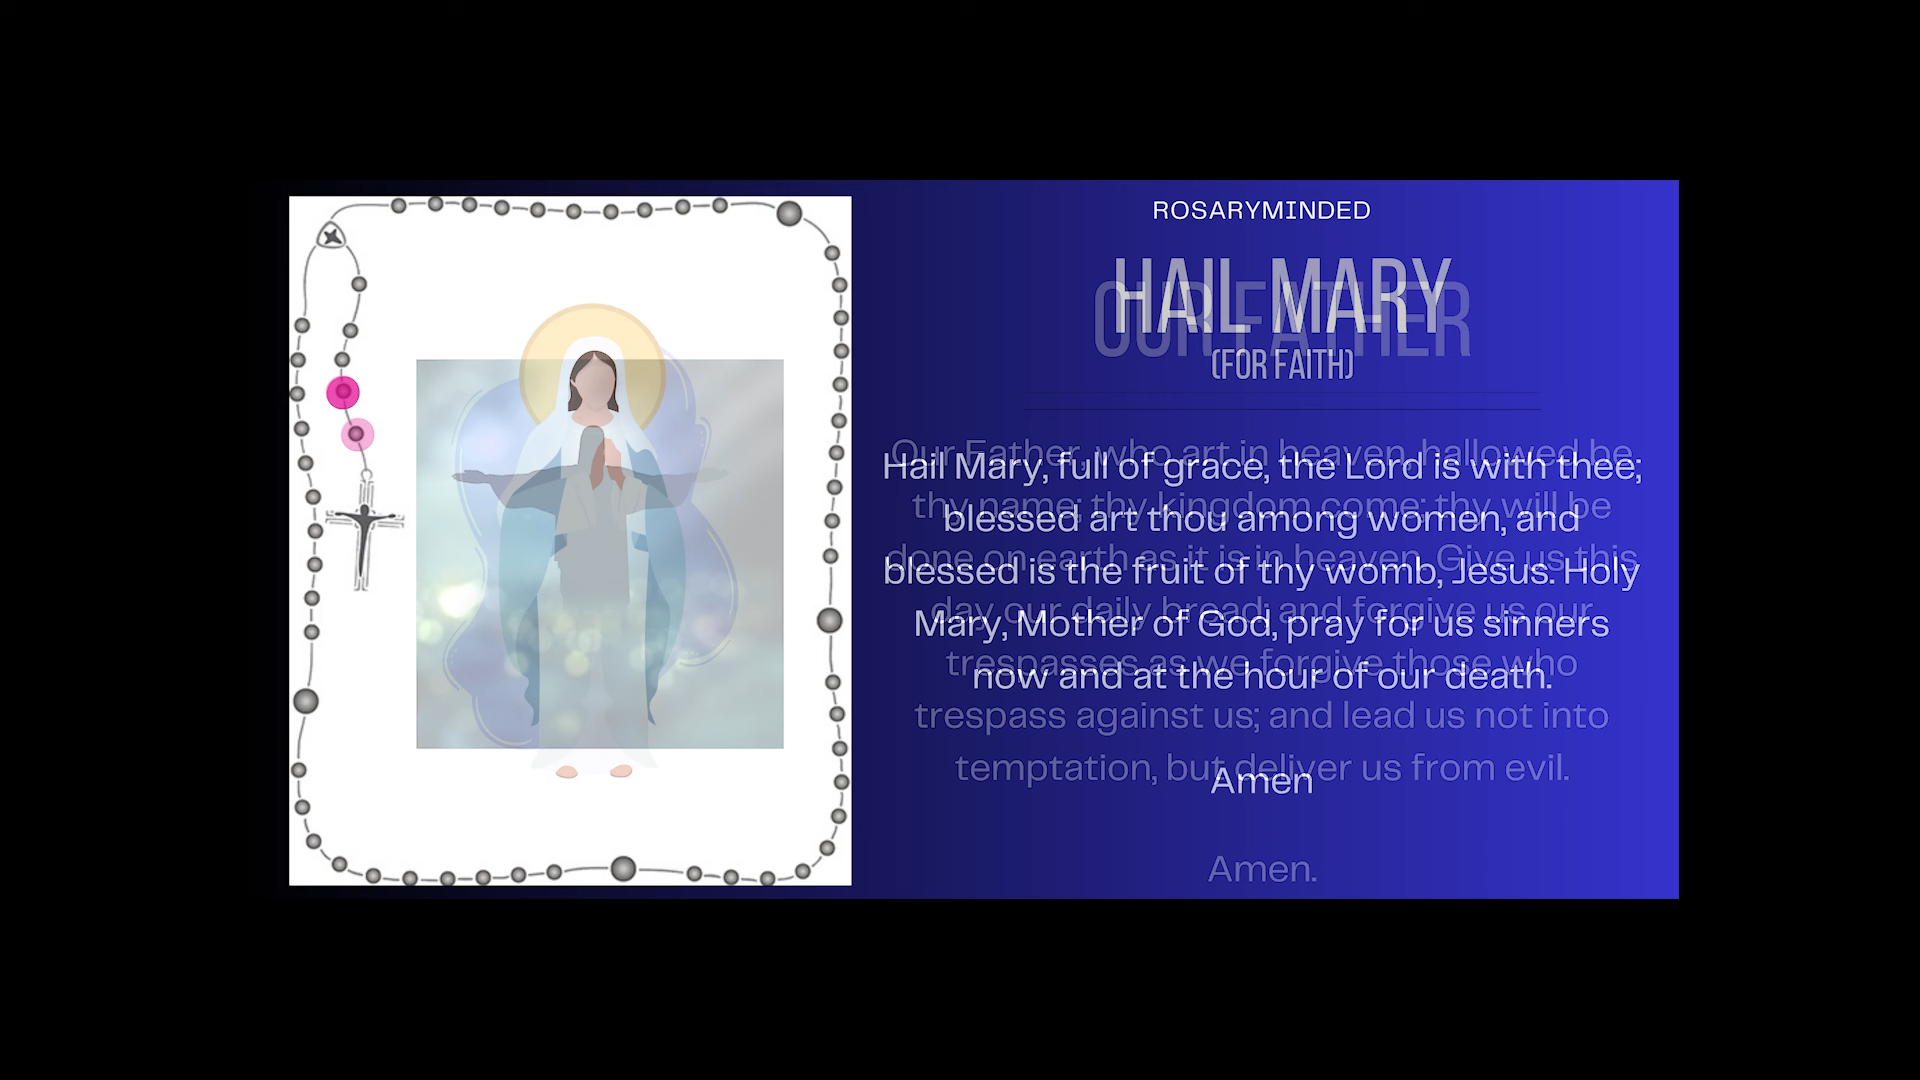 ROSARYMINDED
HAIL MARY
OUR FATHER
(FOR FAITH)
Hail Mary, full of grace, the Lord is with thee;
blessed art thou among women, and
blessed is the fruit of thy womb, Jesus. Holy
Mary, Mother of God, pray for us sinners
now and at the hour of our death.
Amen
Our Father, who art in heaven, hallowed be
thy name; thy kingdom come; thy will be
done on earth as it is in heaven. Give us this
day our daily bread; and forgive us our
trespasses as we forgive those who
trespass against us; and lead us not into
temptation, but deliver us from evil.
Amen.